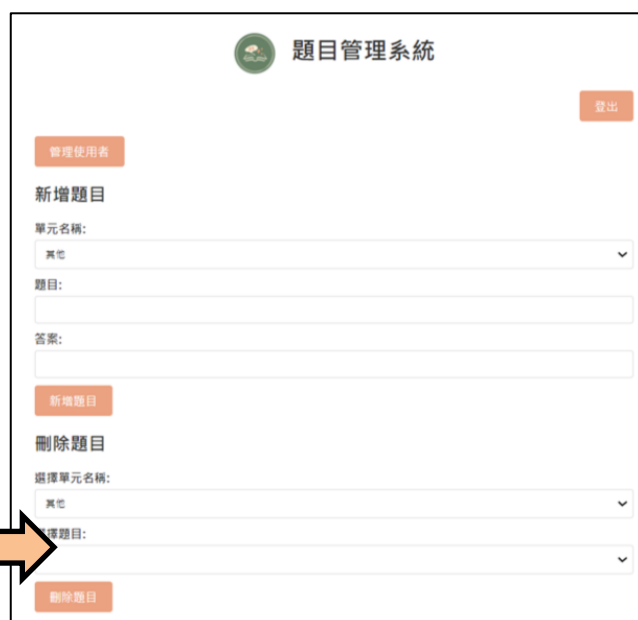 題目管理系統
登出
管理使用者
新增題目
單元名稱:
其他
題目:
答案:
新增題目
刪除題目
選擇單元名稱:
其他
擇題目:
刪除題目